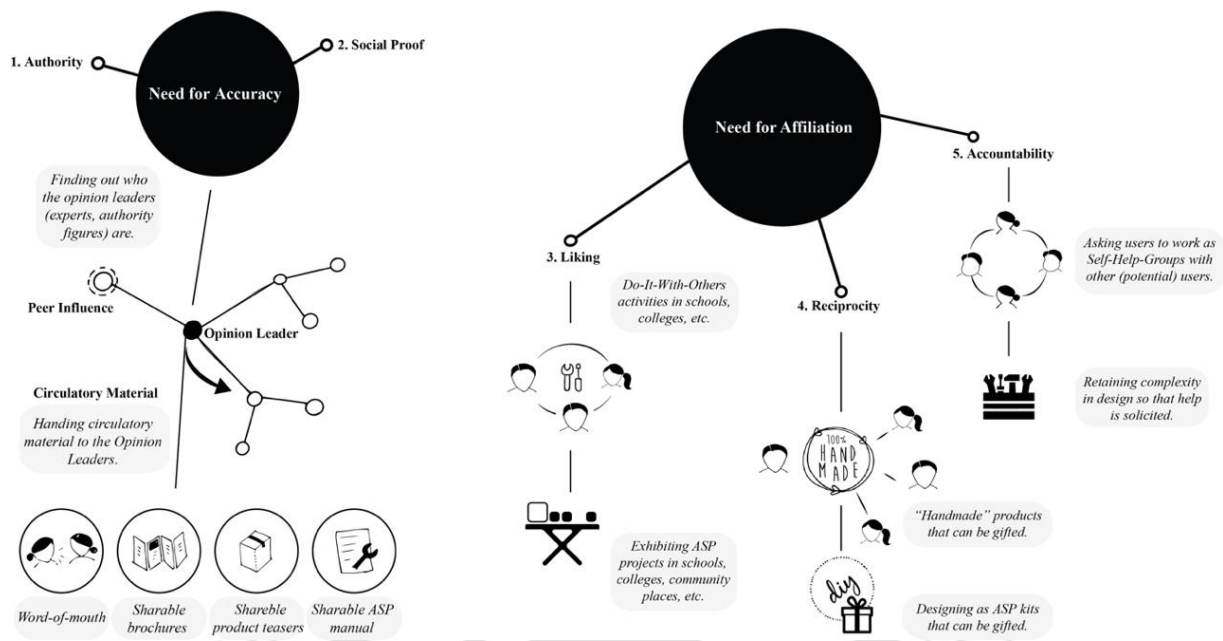 1. Authority
2. Social Proof
Need for Accuracy
Finding out who
the opinion leaders
(experts, authority
figures) are.
Peer Influence
Opinion Leader
Circulatory Material
Handing circulatory
material to the Opinion
Leaders.
Word-of-mouth
Sharable
brochures
Shareble
product teasers
Sharable ASP
manual
Need for Affiliation
3. Liking
Do-It-With-Others
activities in schools,
colleges, etc.
Exhibiting ASP
projects in schools,
colleges, community
places, etc.
4. Reciprocity
100%
HAND
MADE
"Handmade" products
that can be gifted.
diy
Designing as ASP kits
that can be gifted.
5. Accountability
Asking users to work as
Self-Help-Groups with
other (potential) users.
Retaining complexity
in design so that help
is solicited.